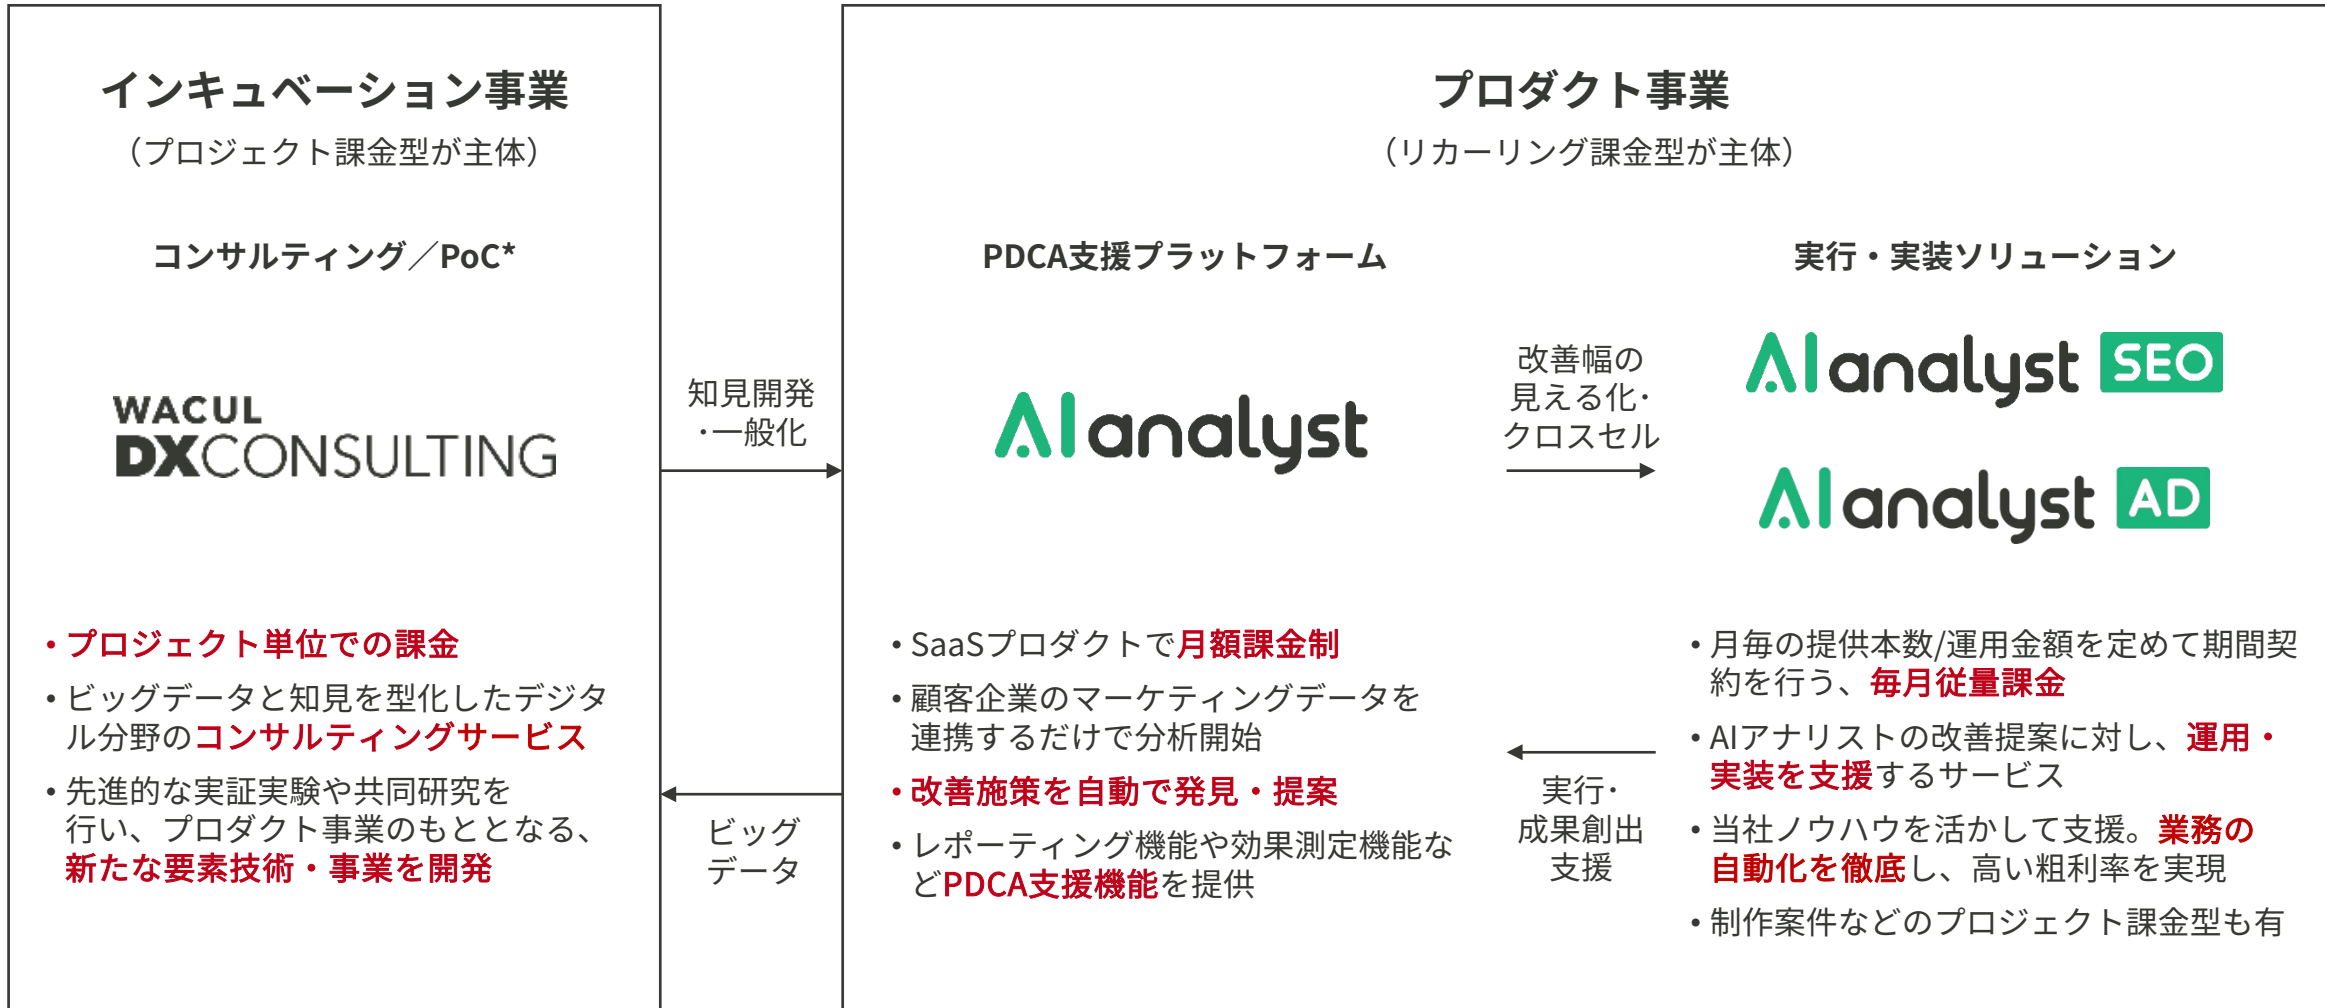 インキュベーション事業
（プロジェクト課金型が主体）
コンサルティング／PoC*
WACUL
DXCONSULTING
・プロジェクト単位での課金
・ビッグデータと知見を型化したデジタ
ル分野のコンサルティングサービス
・先進的な実証実験や共同研究を
行い、プロダクト事業のもととなる、
新たな要素技術・事業を開発
知見開発
・一般化
ビッグ
データ
プロダクト事業
（リカーリング課金型が主体）
PDCA支援プラットフォーム
AI analyst
・SaaSプロダクトで月額課金制
・顧客企業のマーケティングデータを
連携するだけで分析開始
・改善施策を自動で発見・提案
・レポーティング機能や効果測定機能な
どPDCA支援機能を提供
改善幅の
見える化・
クロスセル
実行・
成果創出
支援
実行・実装ソリューション
AI analyst SEO
AI analyst AD
・月毎の提供本数/運用金額を定めて期間契
約を行う、毎月従量課金
・AIアナリストの改善提案に対し、運用・
実装を支援するサービス
・当社ノウハウを活かして支援。業務の
自動化を徹底し、高い粗利率を実現
・制作案件などのプロジェクト課金型も有